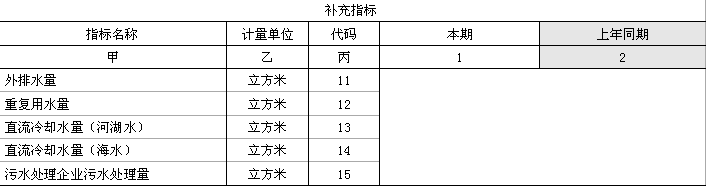 补充指标
指标名称 计量单位 代码 本期 上年同期
甲 乙 丙 1 2
外排水量 立方米 11
重复用水量 立方米 12
直流冷却水量（河湖水） 立方米 13
直流冷却水量（海水） 立方米 14
污水处理企业污水处理量 立方米 15